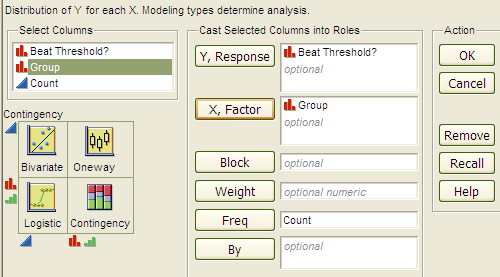 Distribution of Y for each X. Modeling types determine analysis.
Select Columns
Beat Threshold?
Group
Count
Contingency
Bivariate Oneway
Logistic Contingency
Cast Selected Columns into Roles
Y, Response
Beat Threshold?
optional
X, Factor
Group
optional
Block
optional
Weight
optional numeric
Freq
Count
By
optional
Action
OK
Cancel
Remove
Recall
Help